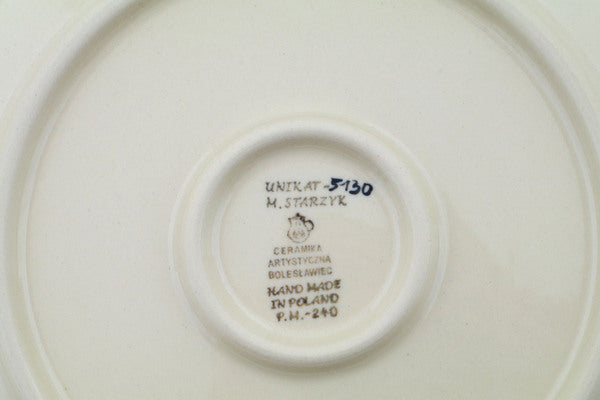 UNIKAT-5130
M. STARZYK
CERAMIKA
ARTYSTYCZNA
BOLESŁAWIEC
HAND MADE
IN POLAND
P.M.-240